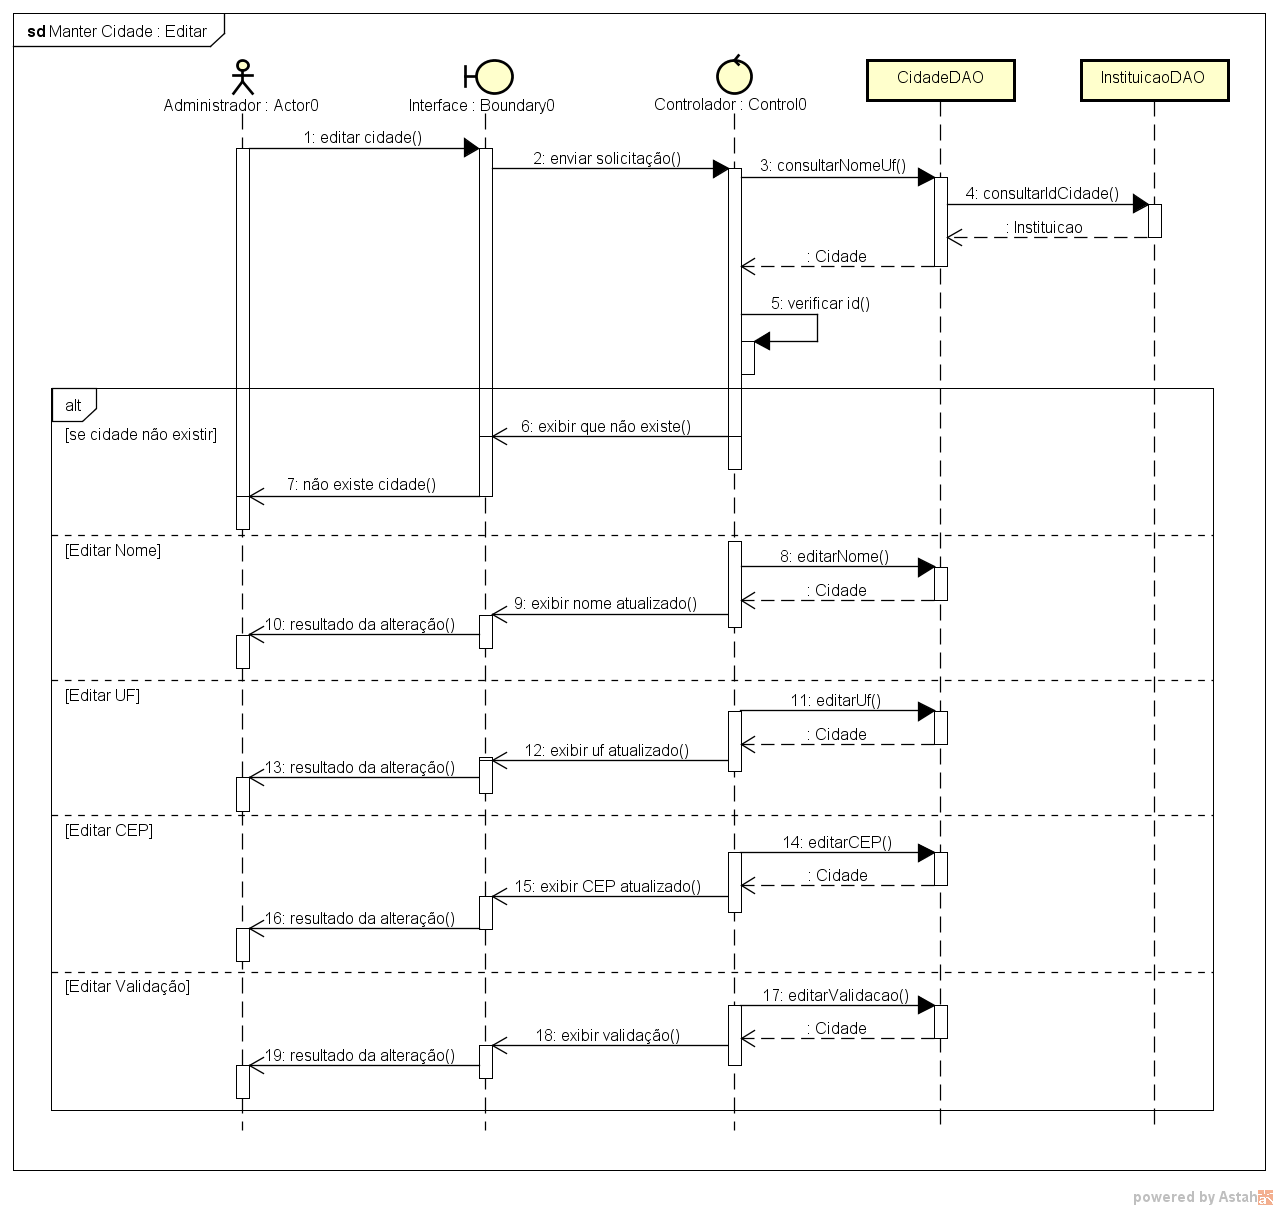 sd Manter Cidade : Editar
Administrador : Actor0
Interface : Boundary0
Controlador : Control0
CidadeDAO
InstituicaoDAO
1: editar cidade()
2: enviar solicitação()
3: consultarNomeUf()
4: consultarIdCidade()
: Instituicao
: Cidade
5: verificar id()
alt
[se cidade não existir]
6: exibir que não existe()
7: não existe cidade()
[Editar Nome]
8: editarNome()
: Cidade
9: exibir nome atualizado()
10: resultado da alteração()
[Editar UF]
11: editarUf()
: Cidade
12: exibir uf atualizado()
13: resultado da alteração()
[Editar CEP]
14: editarCEP()
: Cidade
15: exibir CEP atualizado()
16: resultado da alteração()
[Editar Validação]
17: editarValidacao()
: Cidade
18: exibir validação()
19: resultado da alteração()
powered by Astah